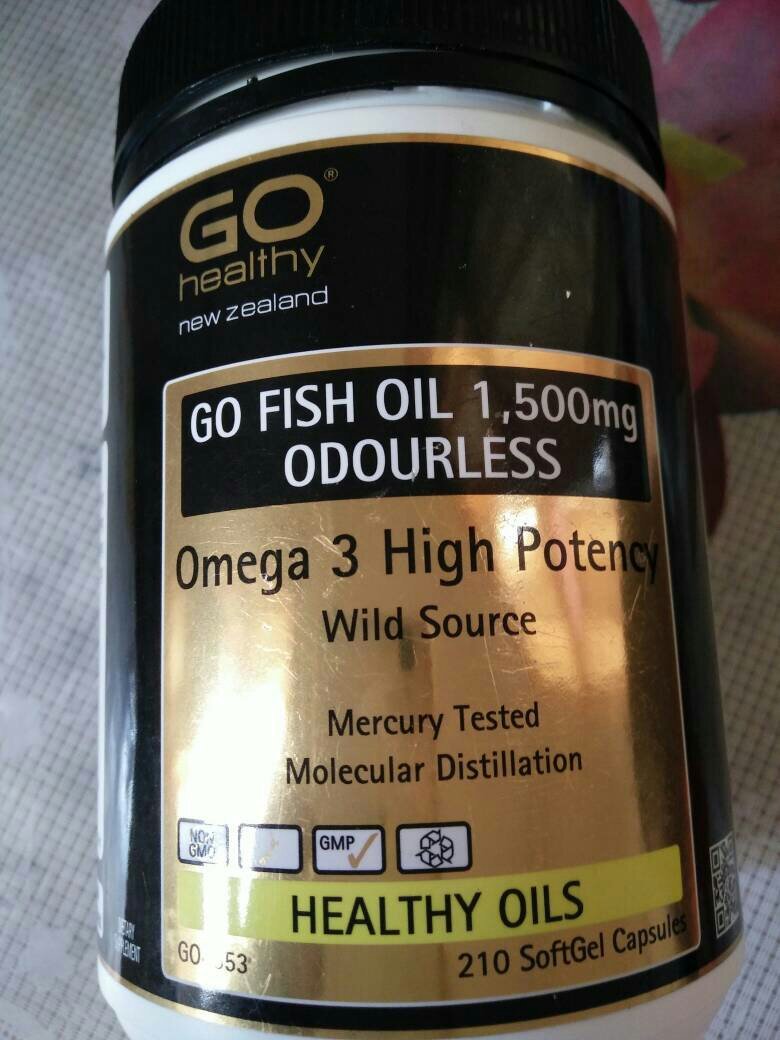 GO®
healthy
new zealand
GO FISH OIL 1,500mg
ODOURLESS
Omega 3 High Potency
Wild Source
Mercury Tested
Molecular Distillation
NON
GMO
GMP
HEALTHY OILS
210 SoftGel Capsules